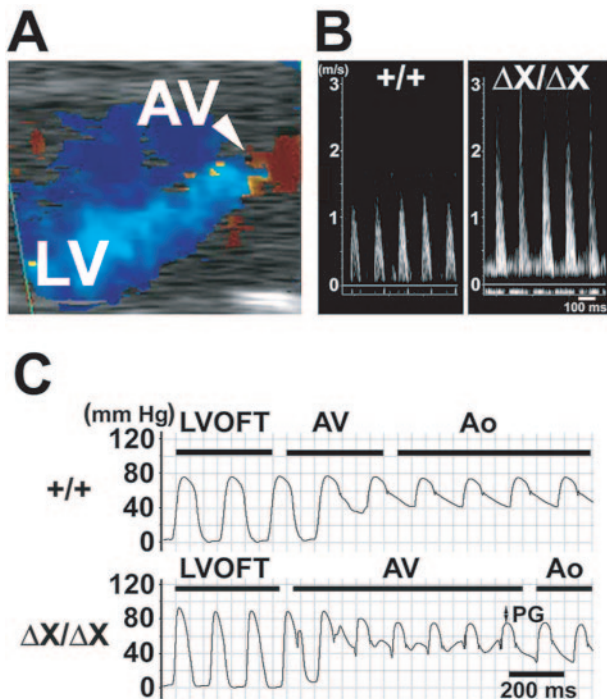 A
AV
LV
B
(m/s)
+/+
ΔX/ΔX
3
2
1
0
3
2
1
0
100 ms
C
(mm Hg)
LVOFT
AV
Ao
+/+
120
80
40
0
LVOFT
AV
Ao
ΔX/ΔX
120
80
40
0
PG
200 ms